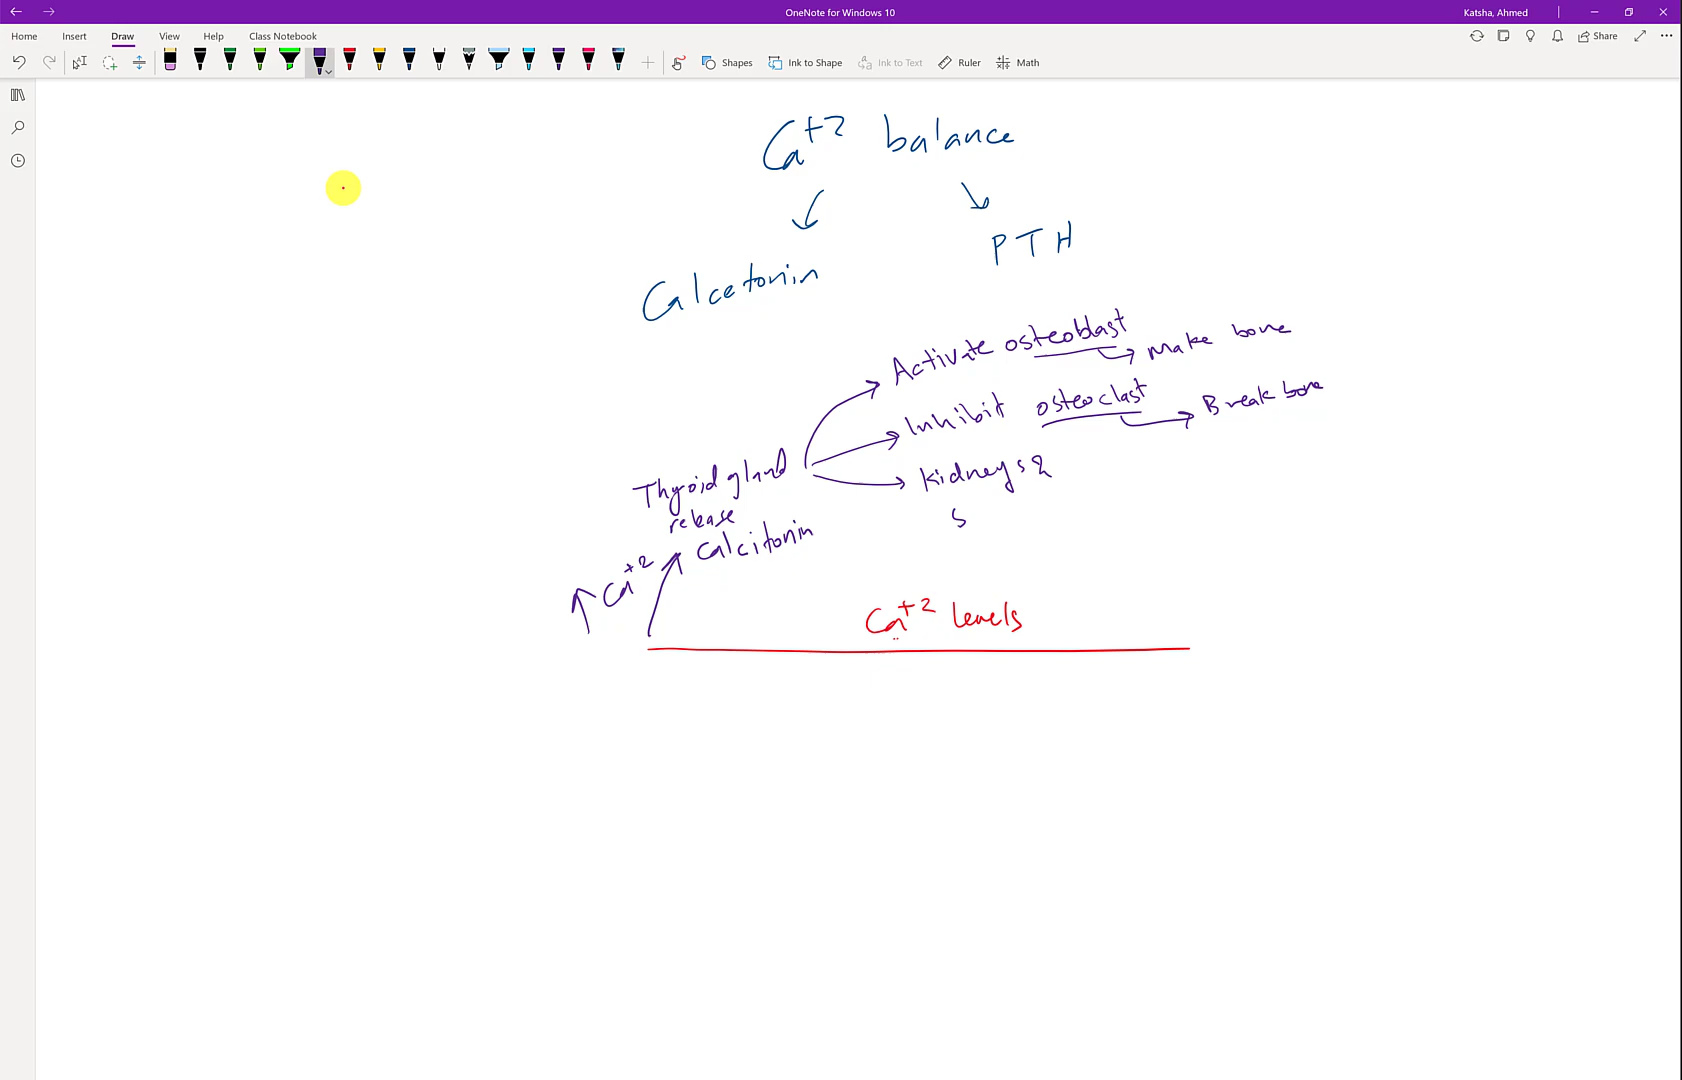 OneNote for Windows 10
Katsha, Ahmed
Home Insert Draw View Help Class Notebook
Share
Shapes Ink to Shape Ink to Text Ruler Math
Ca+2 balance
PTH
Calcetonin
Activate osteoblast Make bone
Inhibit osteoclast Break bone
Kidneys &
s
Thyroid gland
release
Calcitonin
Ca+2
Ca+2 levels